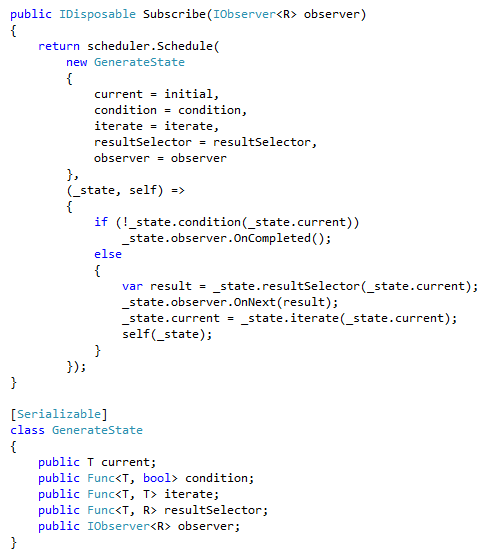 public IDisposable Subscribe(IObserver<R> observer)
{
    return scheduler.Schedule(
        new GenerateState
        {
            current = initial,
            condition = condition,
            iterate = iterate,
            resultSelector = resultSelector,
            observer = observer
        },
        (_state, self) =>
        {
            if (!_state.condition(_state.current))
                _state.observer.OnCompleted();
            else
            {
                var result = _state.resultSelector(_state.current);
                _state.observer.OnNext(result);
                _state.current = _state.iterate(_state.current);
                self(_state);
            }
        });
}
[Serializable]
class GenerateState
{
    public T current;
    public Func<T, bool> condition;
    public Func<T, T> iterate;
    public Func<T, R> resultSelector;
    public IObserver<R> observer;
}